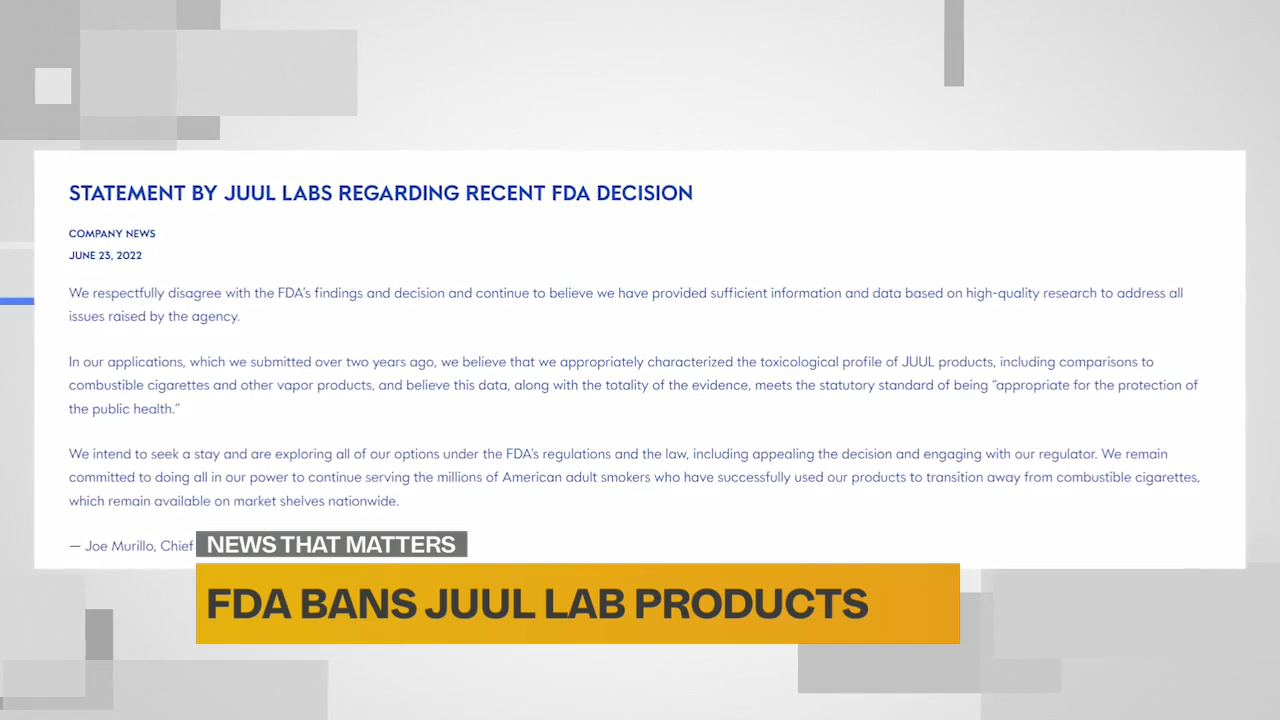 STATEMENT BY JUUL LABS REGARDING RECENT FDA DECISION
COMPANY NEWS
JUNE 23, 2022
We respectfully disagree with the FDA's findings and decision and continue to believe we have provided sufficient information and data based on high-quality research to address all
issues raised by the agency.
In our applications, which we submitted over two years ago, we believe that we appropriately characterized the toxicological profile of JUUL products, including comparisons to
combustible cigarettes and other vapor products, and believe this data, along with the totality of the evidence, meets the statutory standard of being "appropriate for the protection of
the public health."
We intend to seek a stay and are exploring all of our options under the FDA's regulations and the law, including appealing the decision and engaging with our regulator. We remain
committed to doing all in our power to continue serving the millions of American adult smokers who have successfully used our products to transition away from combustible cigarettes,
which remain available on market shelves nationwide.
— Joe Murillo, Chief
NEWS THAT MATTERS
FDA BANS JUUL LAB PRODUCTS